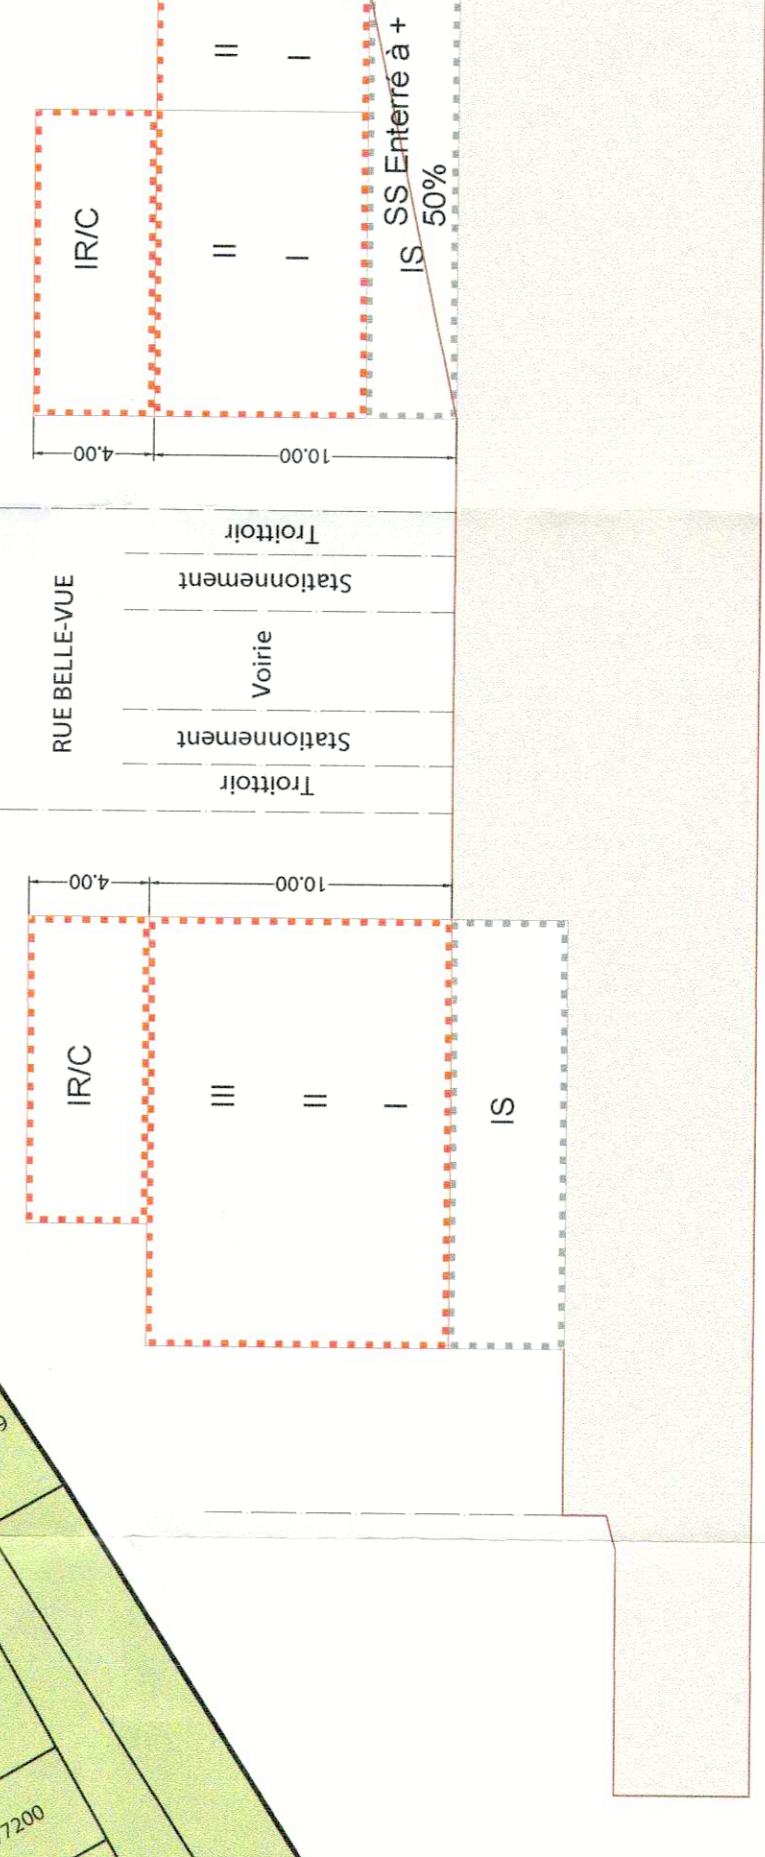 II
I
IR/C
II
I
SS Enterré à +
50%
IS
4.00
10.00
RUE BELLE-VUE
Troittoir
Stationnement
Voirie
Stationnement
Troittoir
4.00
10.00
IR/C
III
II
I
IS
9
7200